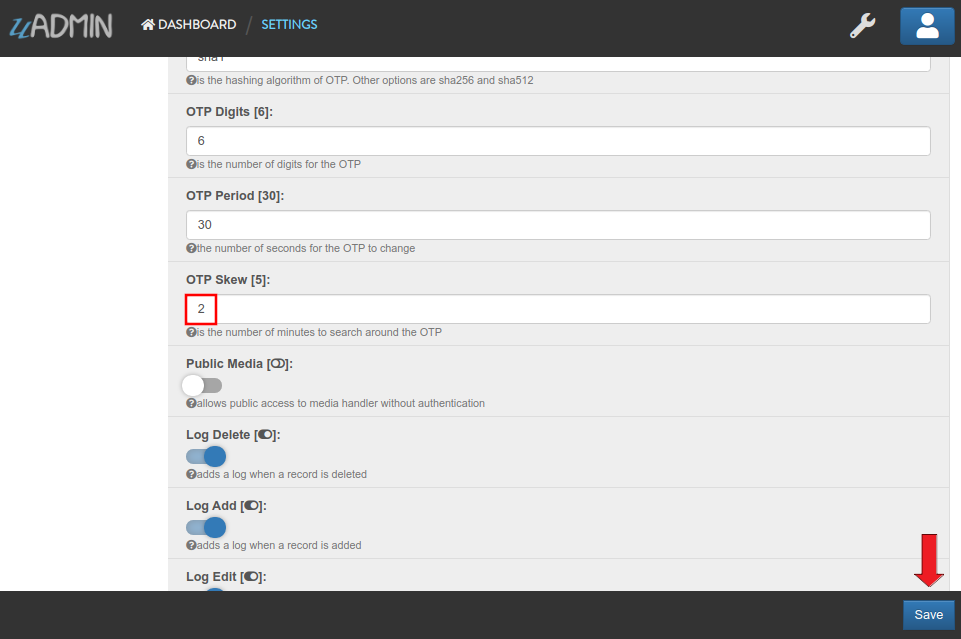 uADMIN
DASHBOARD / SETTINGS
sha1
is the hashing algorithm of OTP. Other options are sha256 and sha512
OTP Digits [6]:
6
is the number of digits for the OTP
OTP Period [30]:
30
the number of seconds for the OTP to change
OTP Skew [5]:
2
is the number of minutes to search around the OTP
Public Media []:
allows public access to media handler without authentication
Log Delete []:
adds a log when a record is deleted
Log Add []:
adds a log when a record is added
Log Edit []:
Save